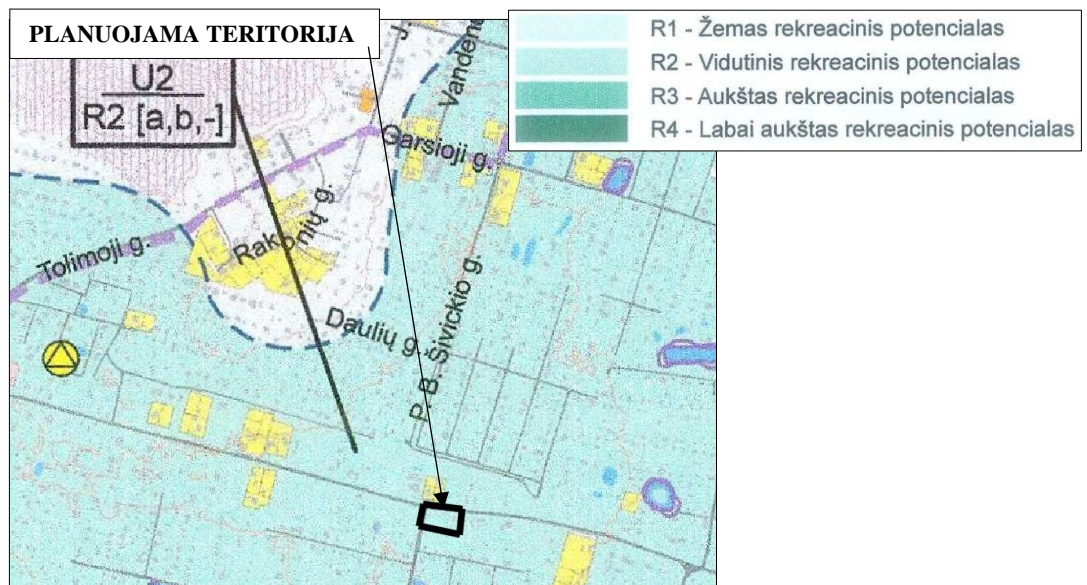 PLANUOJAMA TERITORIJA
R1 - Žemas rekreacinis potencialas
R2 - Vidutinis rekreacinis potencialas
R3 - Aukštas rekreacinis potencialas
R4 - Labai aukštas rekreacinis potencialas
U2
R2 [a,b,-]
J.
Vandens
Garsioji g.
Tolimoji g.
Rakonių g.
Daulių g.
P. B. Šivickio g.